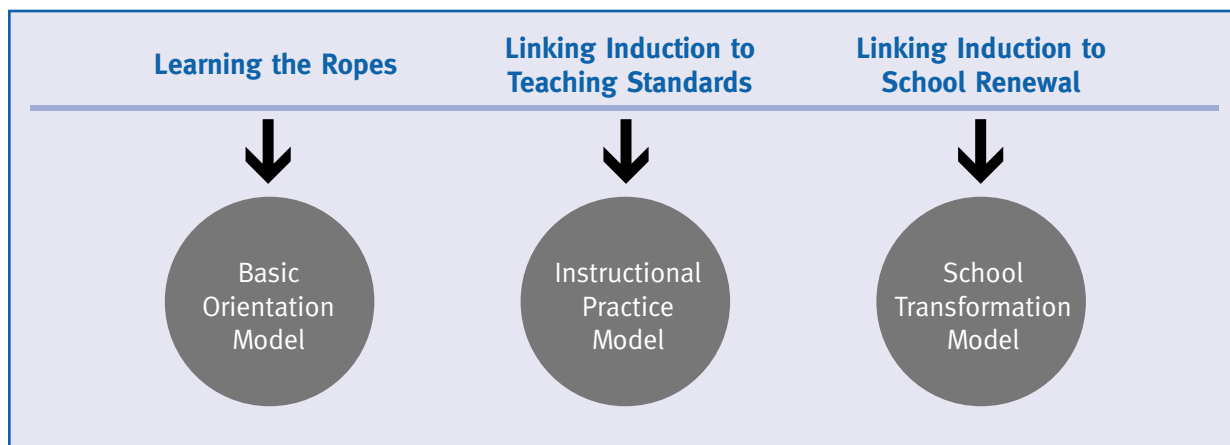 Learning the Ropes
Linking Induction to
Teaching Standards
Linking Induction to
School Renewal
Basic
Orientation
Model
Instructional
Practice
Model
School
Transformation
Model